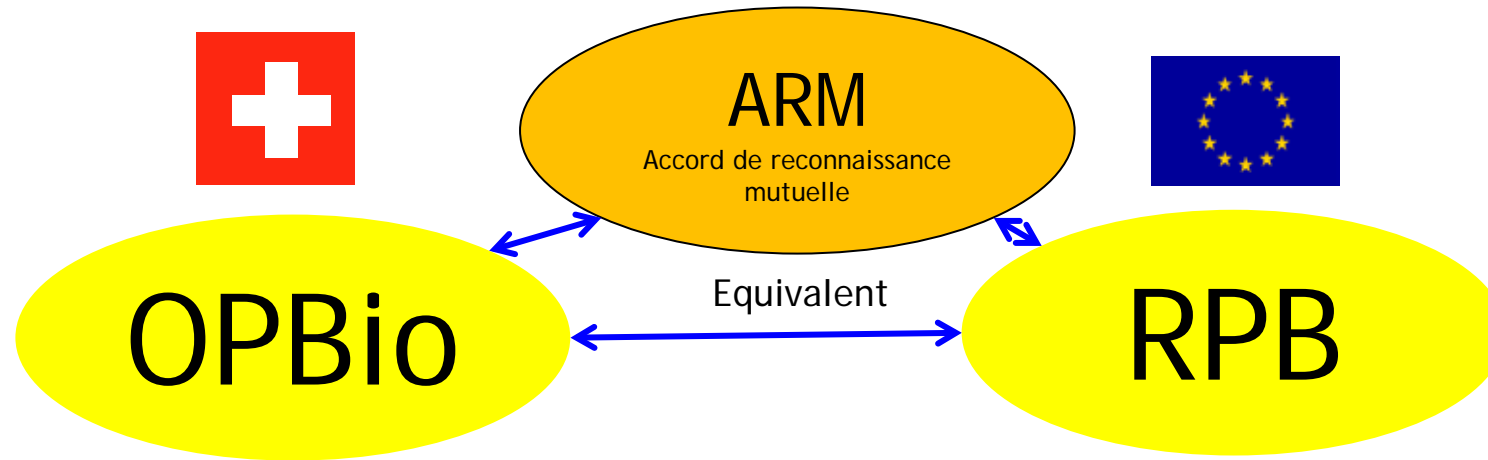 ARM
Accord de reconnaissance
mutuelle
Equivalent
OPBio
RPB